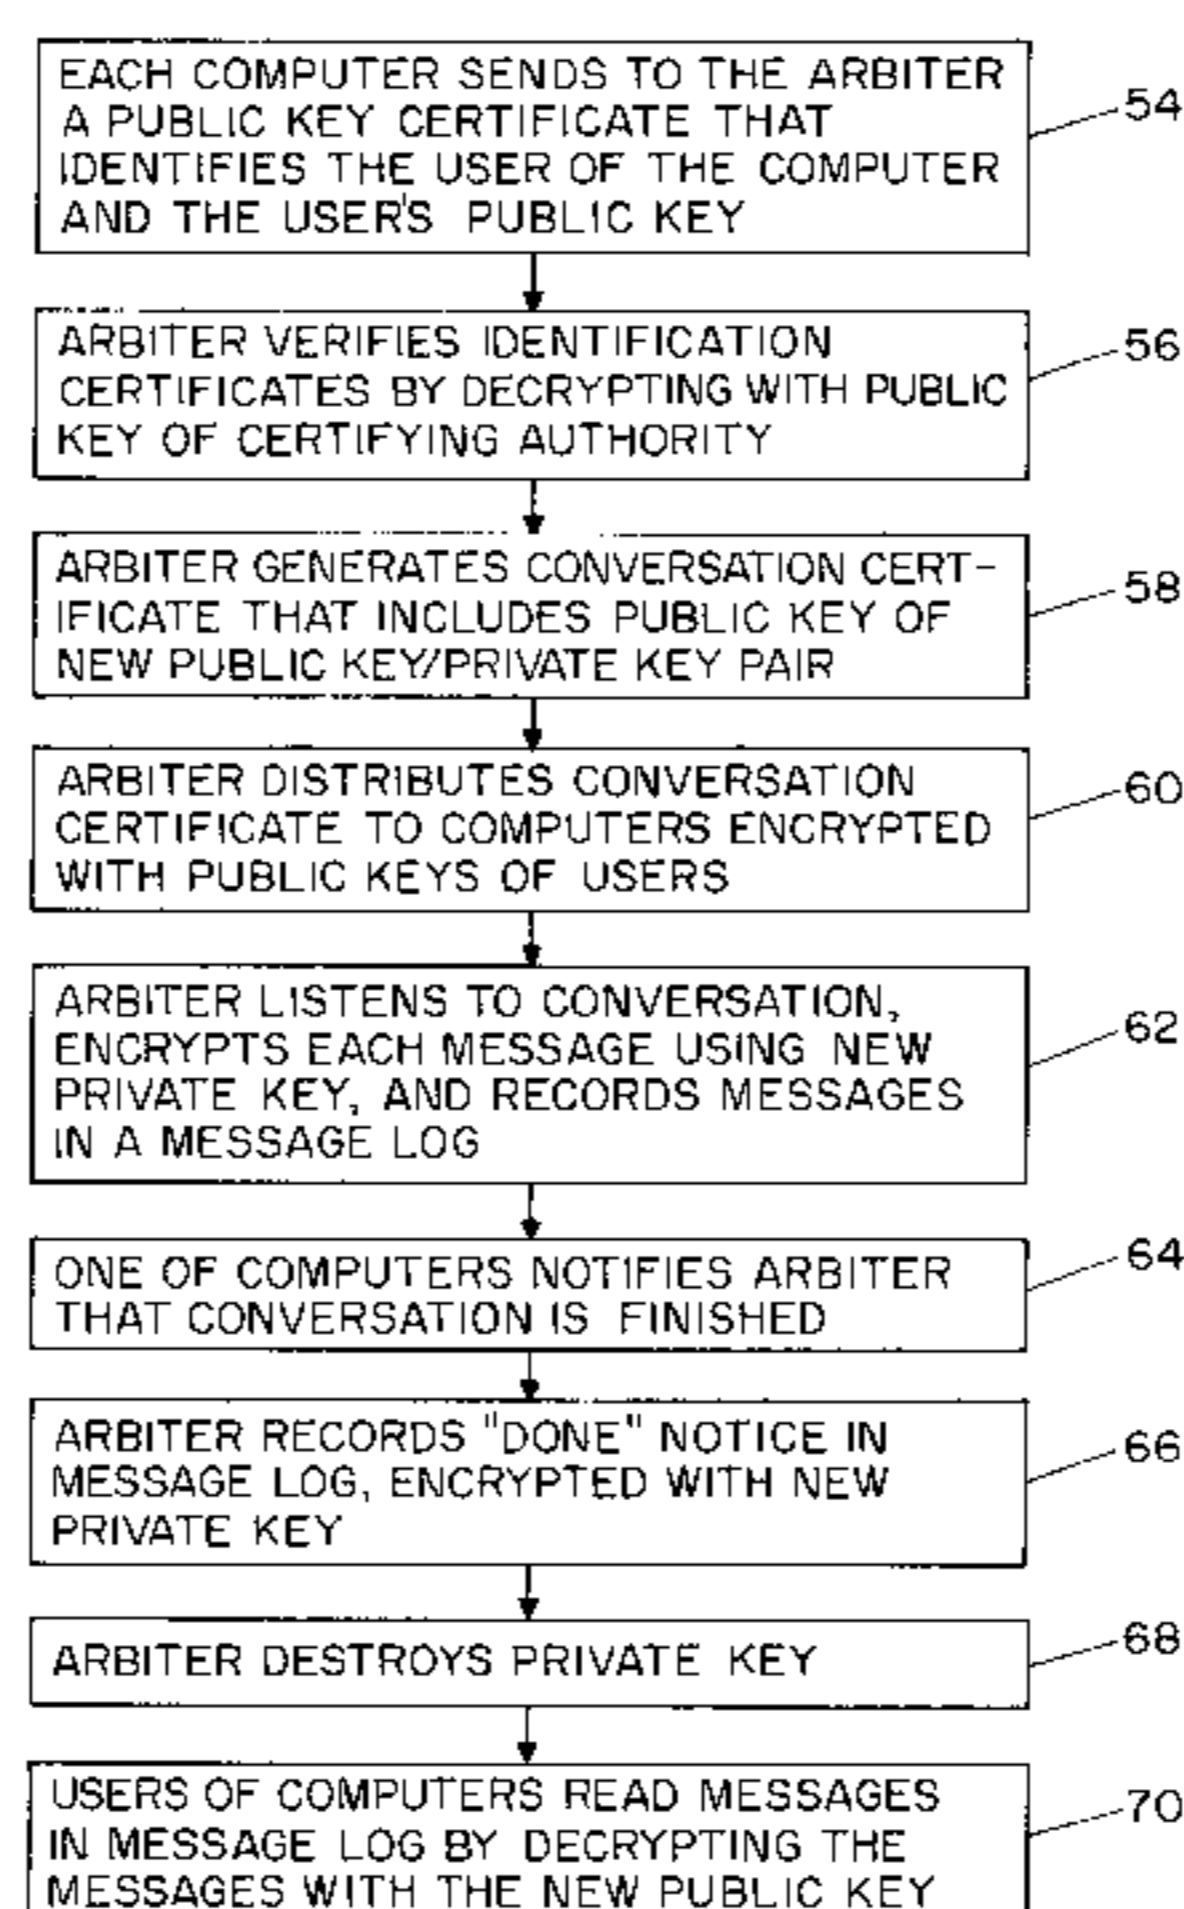 EACH COMPUTER SENDS TO THE ARBITER
A PUBLIC KEY CERTIFICATE THAT
IDENTIFIES THE USER OF THE COMPUTER
AND THE USER'S PUBLIC KEY
54
ARBITER VERIFIES IDENTIFICATION
CERTIFICATES BY DECRYPTING WITH PUBLIC
KEY OF CERTIFYING AUTHORITY
56
ARBITER GENERATES CONVERSATION CERT-
IFICATE THAT INCLUDES PUBLIC KEY OF
NEW PUBLIC KEY/PRIVATE KEY PAIR
58
ARBITER DISTRIBUTES CONVERSATION
CERTIFICATE TO COMPUTERS ENCRYPTED
WITH PUBLIC KEYS OF USERS
60
ARBITER LISTENS TO CONVERSATION,
ENCRYPTS EACH MESSAGE USING NEW
PRIVATE KEY, AND RECORDS MESSAGES
IN A MESSAGE LOG
62
ONE OF COMPUTERS NOTIFIES ARBITER
THAT CONVERSATION IS FINISHED
64
ARBITER RECORDS "DONE" NOTICE IN
MESSAGE LOG, ENCRYPTED WITH NEW
PRIVATE KEY
66
ARBITER DESTROYS PRIVATE KEY
68
USERS OF COMPUTERS READ MESSAGES
IN MESSAGE LOG BY DECRYPTING THE
MESSAGES WITH THE NEW PUBLIC KEY
70